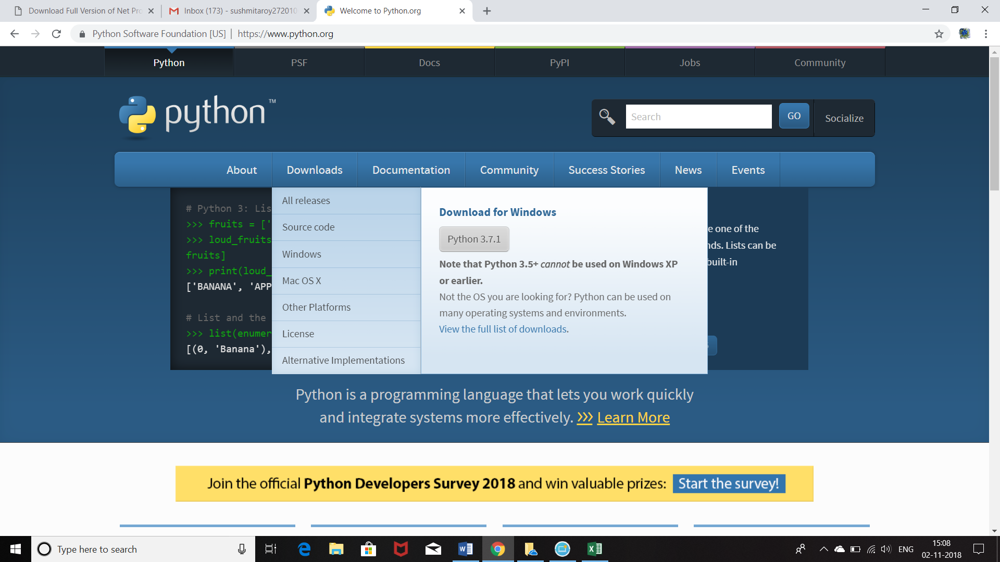 Download Full Version of Net Pro
Inbox (173) - sushmitaroy272010
Welcome to Python.org
Python Software Foundation [US] | https://www.python.org
Python
PSF
Docs
PyPI
Jobs
Community
python™
Search
GO
Socialize
About
Downloads
Documentation
Community
Success Stories
News
Events
# Python 3: Lis
>>> fruits = ['
>>> loud_fruits
fruits]
>>> print(loud_
['BANANA', 'APP
# List and the
>>> list(enumer
[(0, 'Banana'),
All releases
Source code
Windows
Mac OS X
Other Platforms
License
Alternative Implementations
Download for Windows
Python 3.7.1
Note that Python 3.5+ cannot be used on Windows XP
or earlier.
Not the OS you are looking for? Python can be used on
many operating systems and environments.
View the full list of downloads.
e one of the
nds. Lists can be
built-in
Python is a programming language that lets you work quickly
and integrate systems more effectively. >>> Learn More
Join the official Python Developers Survey 2018 and win valuable prizes: Start the survey!
Type here to search
ENG
15:08
02-11-2018